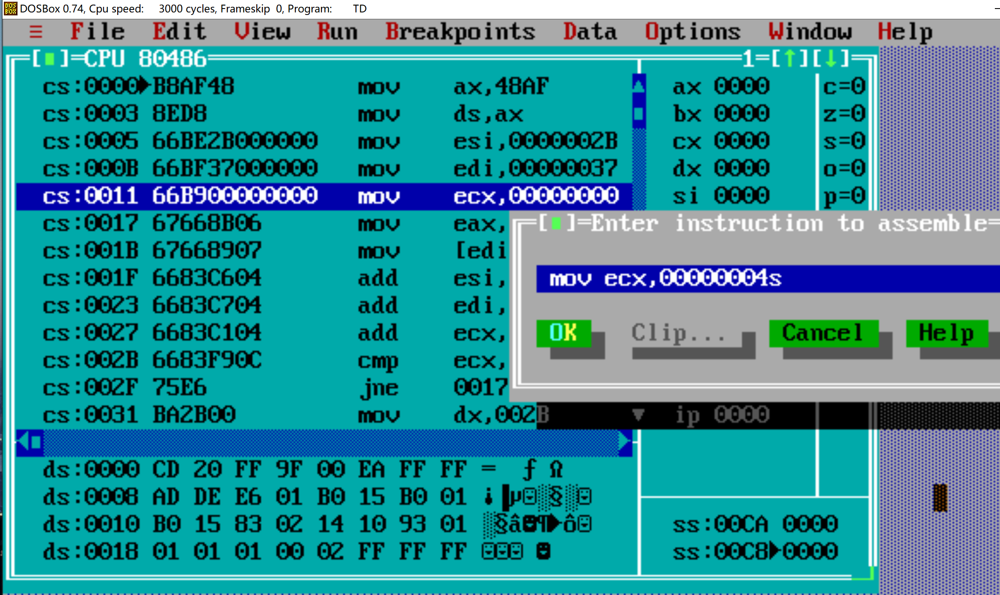 DOSBox 0.74, Cpu speed: 3000 cycles, Frameskip 0, Program: TD
≡ File Edit View Run Breakpoints Data Options Window Help
[■]=CPU 80486 1=[↑][↓]
cs:0000►B8AF48 mov ax,48AF ax 0000 c=0
cs:0003 8ED8 mov ds,ax bx 0000 z=0
cs:0005 66BE2B000000 mov esi,0000002B cx 0000 s=0
cs:000B 66BF37000000 mov edi,00000037 dx 0000 o=0
cs:0011 66B900000000 mov ecx,00000000 si 0000 p=0
cs:0017 67668B06 mov eax,
cs:001B 67668907 mov [edi
cs:001F 6683C604 add esi,
cs:0023 6683C704 add edi,
cs:0027 6683C104 add ecx,
cs:002B 6683F90C cmp ecx,
cs:002F 75E6 jne 0017
cs:0031 BA2B00 mov dx,002B ▼ ip 0000
[■]=Enter instruction to assemble=
mov ecx,00000004s
OK Clip... Cancel Help
ds:0000 CD 20 FF 9F 00 EA FF FF = ƒ Ω
ds:0008 AD DE E6 01 B0 15 B0 01 ¡▐µ☺░§░☺
ds:0010 B0 15 83 02 14 10 93 01 ░§â☻¶►ô☺
ds:0018 01 01 01 00 02 FF FF FF ☺☺☺ ☻
ss:00CA 0000
ss:00C8►0000